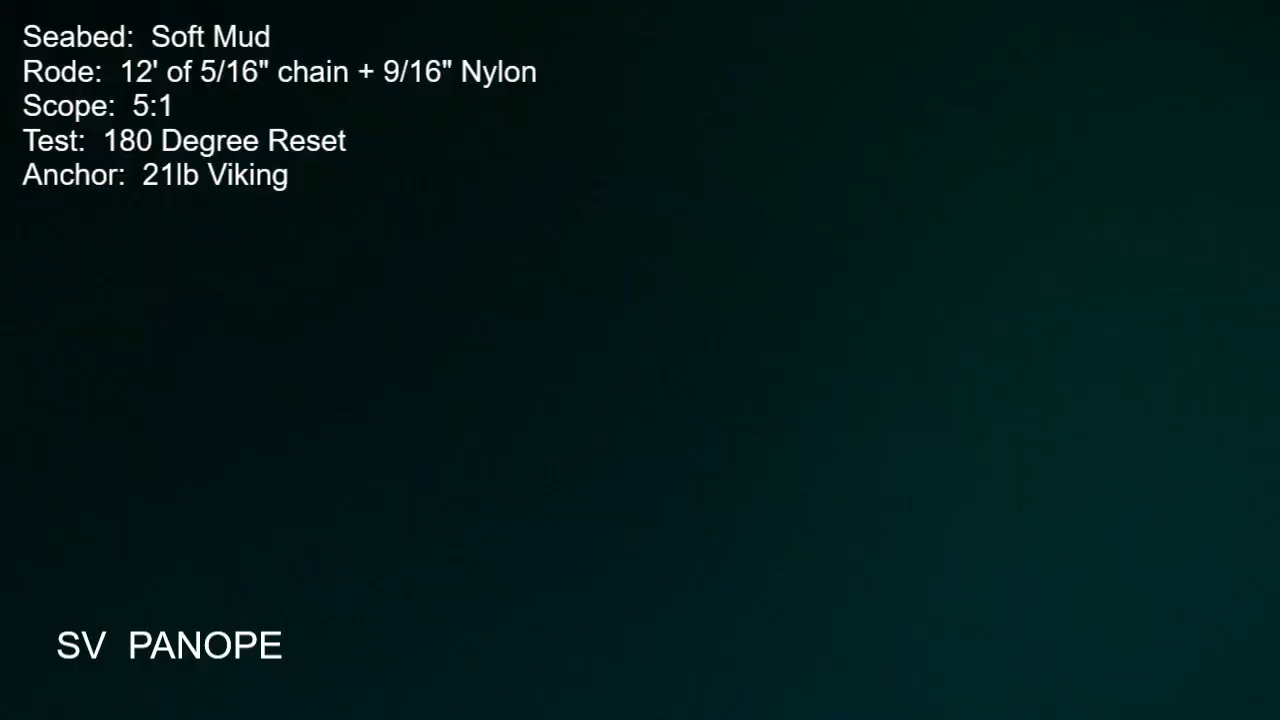 Seabed:  Soft Mud
Rode:  12' of 5/16" chain + 9/16" Nylon
Scope:  5:1
Test:  180 Degree Reset
Anchor:  21lb Viking
SV  PANOPE